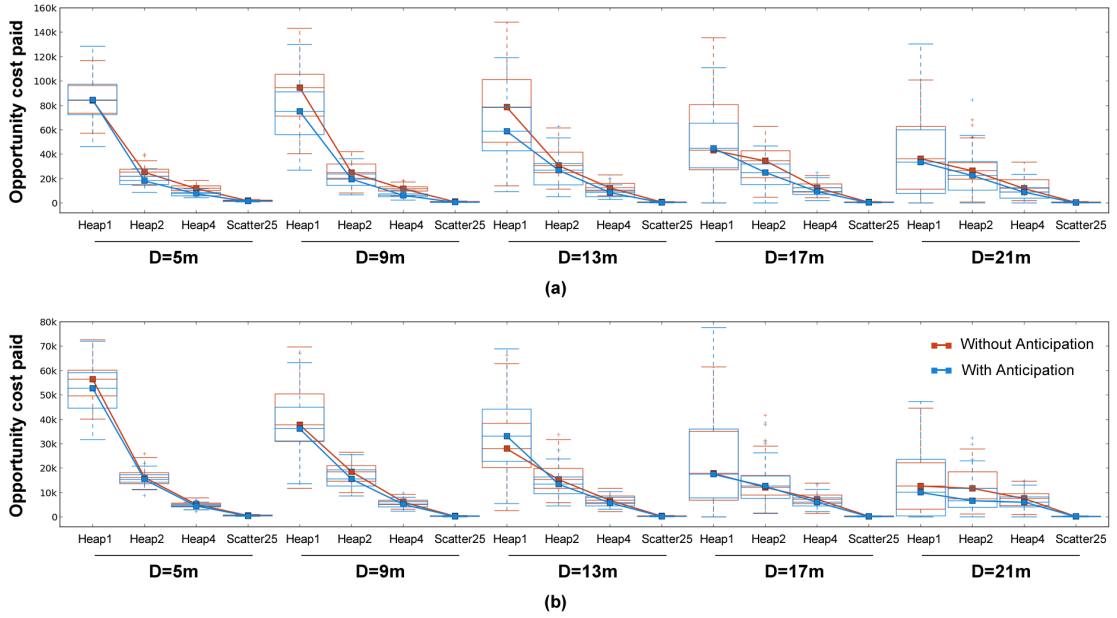 (a)
Opportunity cost paid
160k
140k
120k
100k
80k
60k
40k
20k
0
Heap1 Heap2 Heap4 Scatter25 Heap1 Heap2 Heap4 Scatter25 Heap1 Heap2 Heap4 Scatter25 Heap1 Heap2 Heap4 Scatter25 Heap1 Heap2 Heap4 Scatter25
D=5m D=9m D=13m D=17m D=21m
(b)
Opportunity cost paid
80k
70k
60k
50k
40k
30k
20k
10k
0
Without Anticipation
With Anticipation
Heap1 Heap2 Heap4 Scatter25 Heap1 Heap2 Heap4 Scatter25 Heap1 Heap2 Heap4 Scatter25 Heap1 Heap2 Heap4 Scatter25 Heap1 Heap2 Heap4 Scatter25
D=5m D=9m D=13m D=17m D=21m